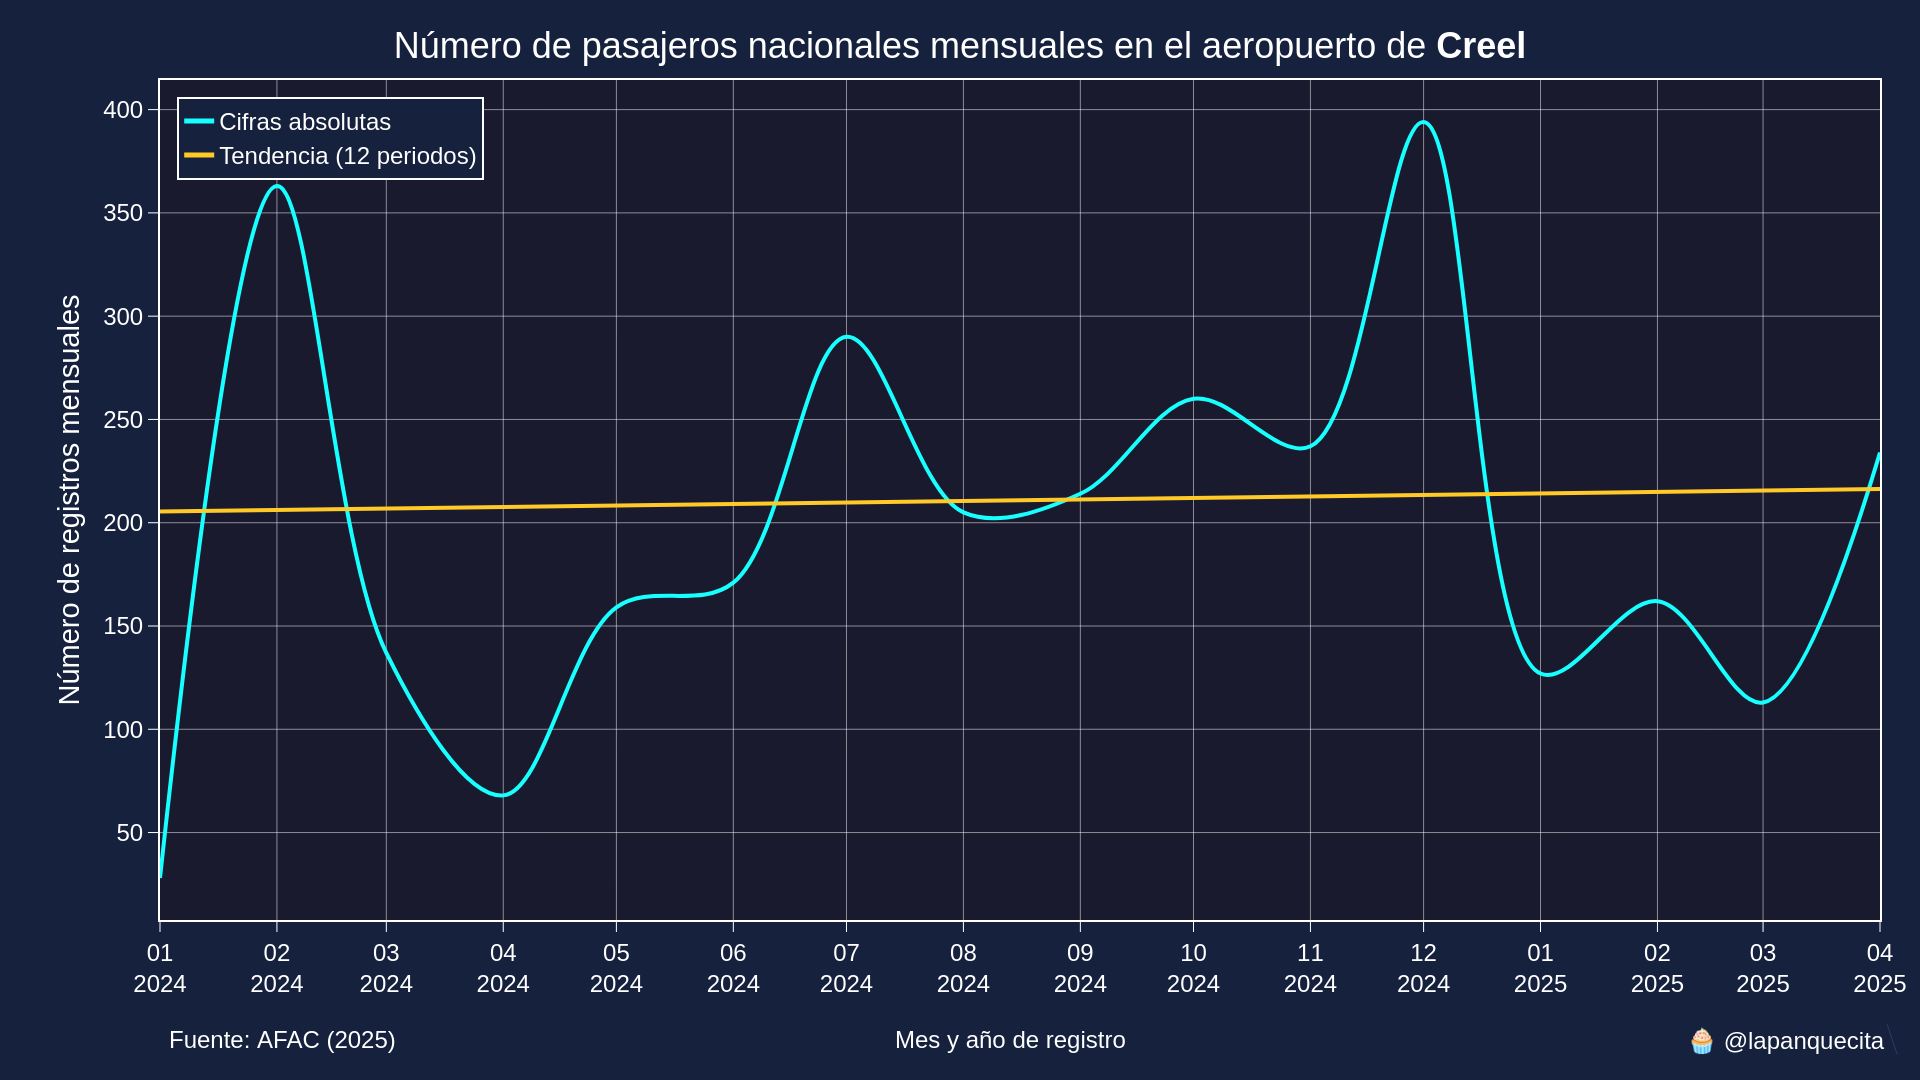 Número de pasajeros nacionales mensuales en el aeropuerto de Creel
Cifras absolutas
Tendencia (12 periodos)
Número de registros mensuales
400
350
300
250
200
150
100
50
01 02 03 04 05 06 07 08 09 10 11 12 01 02 03 04
2024 2024 2024 2024 2024 2024 2024 2024 2024 2024 2024 2024 2025 2025 2025 2025
Fuente: AFAC (2025)
Mes y año de registro
🧁 @lapanquecita